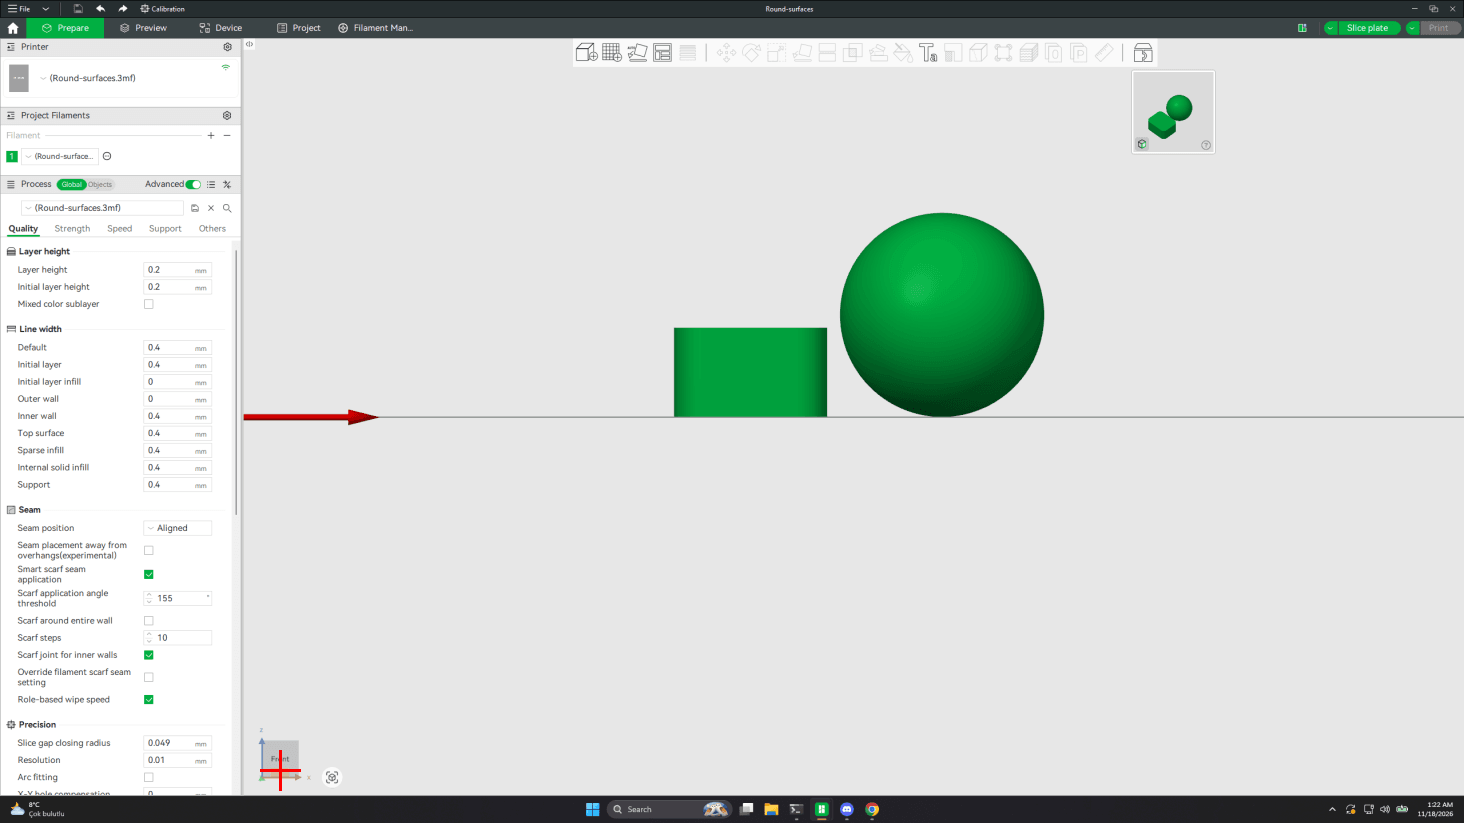 File
Calibration
Round-surfaces
Prepare
Preview
Device
Project
Filament Man...
Slice plate
Print
Printer
(Round-surfaces.3mf)
Project Filaments
Filament
1
(Round-surface...
Process
Global
Objects
Advanced
(Round-surfaces.3mf)
Quality
Strength
Speed
Support
Others
Layer height
Layer height 0.2 mm
Initial layer height 0.2 mm
Mixed color sublayer
Line width
Default 0.4 mm
Initial layer 0.4 mm
Initial layer infill 0 mm
Outer wall 0 mm
Inner wall 0.4 mm
Top surface 0.4 mm
Sparse infill 0.4 mm
Internal solid infill 0.4 mm
Support 0.4 mm
Seam
Seam position Aligned
Seam placement away from
overhangs(experimental)
Smart scarf seam
application
Scarf application angle
threshold
155 °
Scarf around entire wall
Scarf steps 10
Scarf joint for inner walls
Override filament scarf seam
setting
Role-based wipe speed
Precision
Slice gap closing radius 0.049 mm
Resolution 0.01 mm
Arc fitting
X-Y hole compensation 0
Z
Front
X
8°C
Çok bulutlu
Search
1:22 AM
11/18/2026